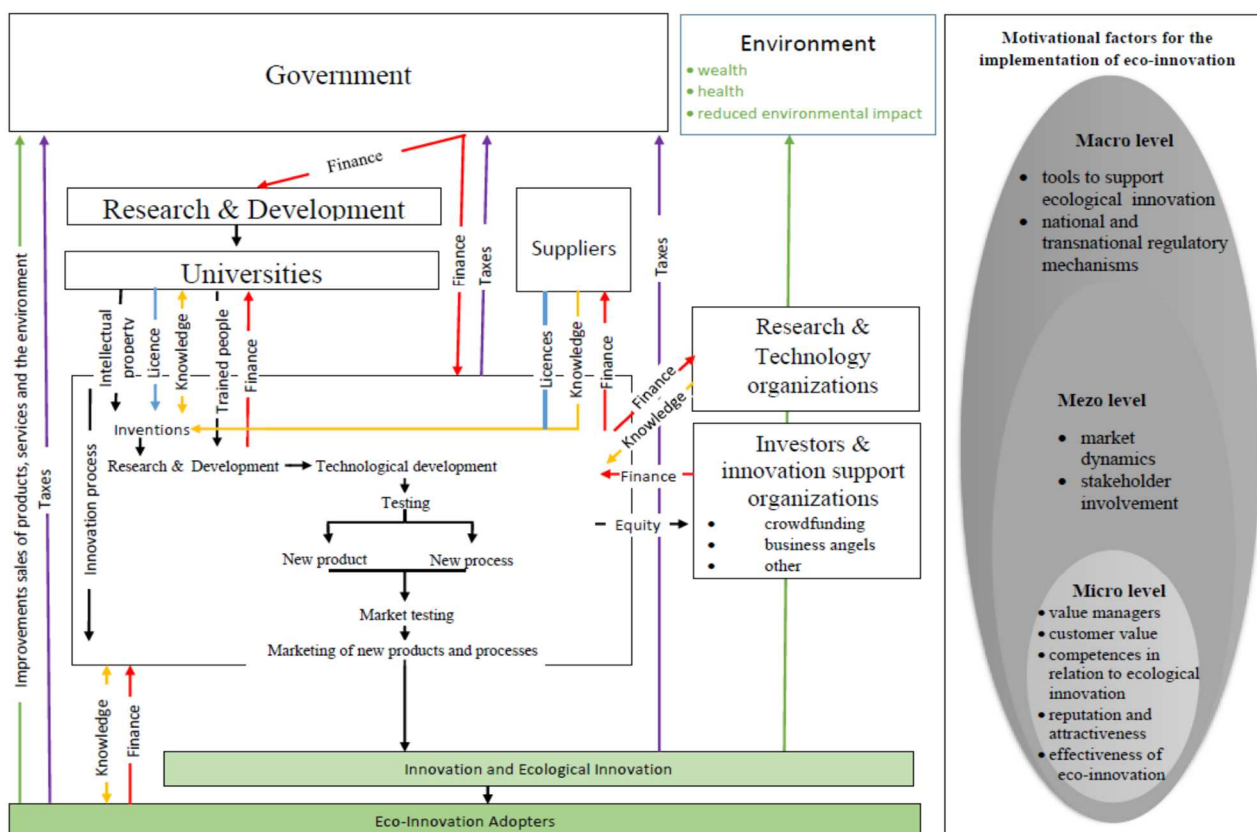 Government
Environment
• wealth
• health
• reduced environmental impact
Finance
Research & Development
Universities
Suppliers
Improvements sales of products, services and the environment
Taxes
Finance
Taxes
Taxes
Intellectual
property
Licence
Knowledge
Trained people
Finance
Licences
Knowledge
Finance
Research &
Technology
organizations
Finance
Knowledge
Innovation process
Inventions
Research & Development
Technological development
Testing
New product
New process
Market testing
Marketing of new products and processes
Finance
Equity
Investors &
innovation support
organizations
• crowdfunding
• business angels
• other
Knowledge
Finance
Innovation and Ecological Innovation
Eco-Innovation Adopters
Motivational factors for the
implementation of eco-innovation
Macro level
• tools to support
ecological innovation
• national and
transnational regulatory
mechanisms
Mezo level
• market
dynamics
• stakeholder
involvement
Micro level
• value managers
• customer value
• competences in
relation to ecological
innovation
• reputation and
attractiveness
• effectiveness of
eco-innovation